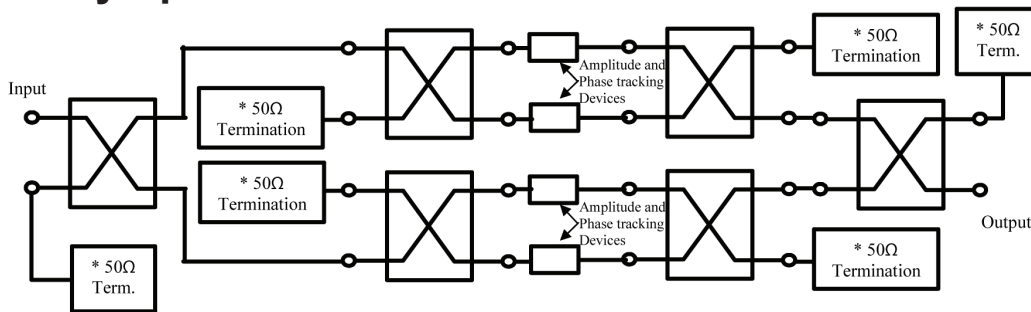 * 50Ω
Termination
* 50Ω
Term.
Input
Amplitude and
Phase tracking
Devices
* 50Ω
Termination
* 50Ω
Termination
Amplitude and
Phase tracking
Devices
Output
* 50Ω
Term.
* 50Ω
Termination